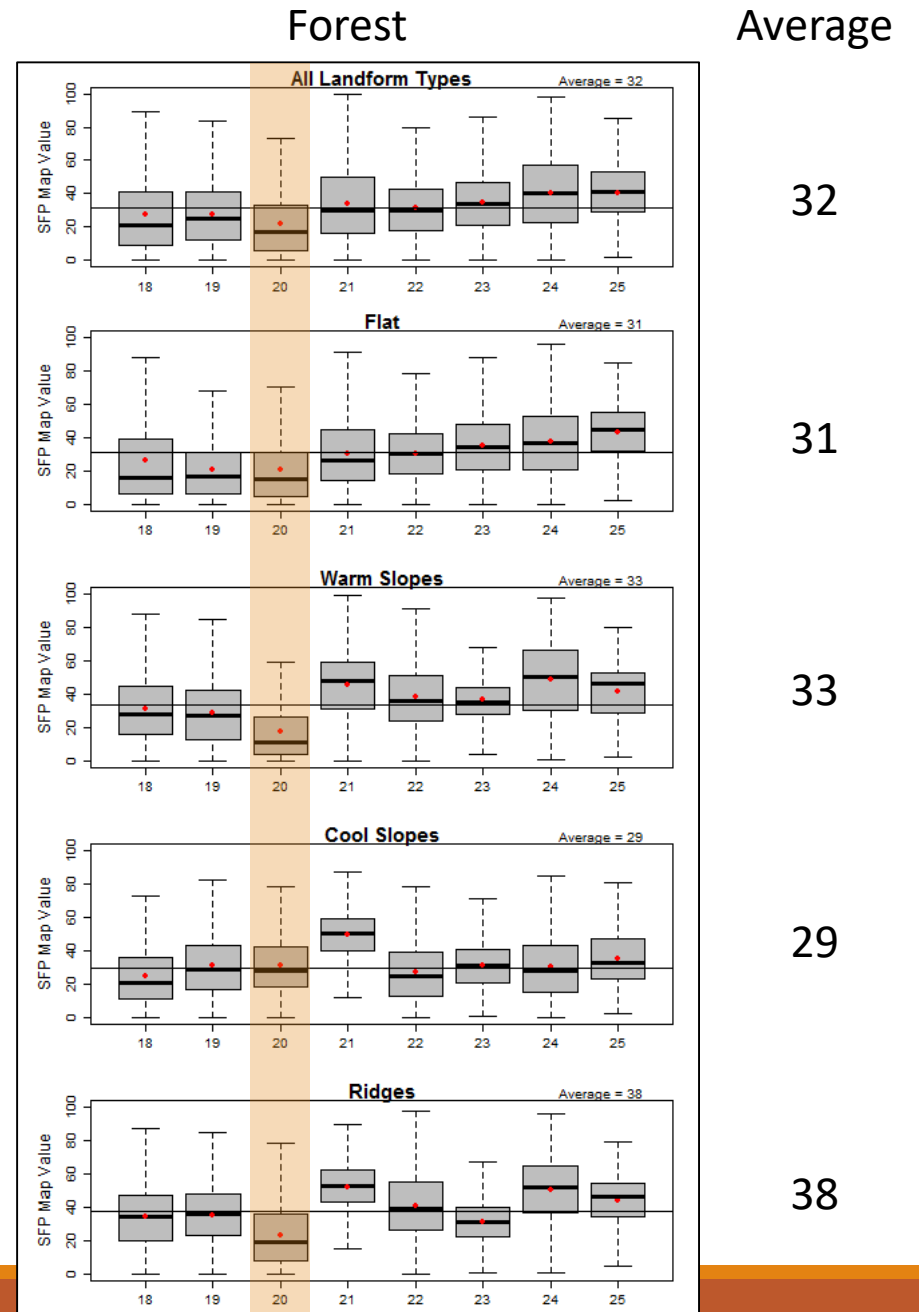 Forest Average
All Landform Types Average = 32
SFP Map Value
0 20 40 60 80 100
18 19 20 21 22 23 24 25
32
Flat Average = 31
SFP Map Value
0 20 40 60 80 100
18 19 20 21 22 23 24 25
31
Warm Slopes Average = 33
SFP Map Value
0 20 40 60 80 100
18 19 20 21 22 23 24 25
33
Cool Slopes Average = 29
SFP Map Value
0 20 40 60 80 100
18 19 20 21 22 23 24 25
29
Ridges Average = 38
SFP Map Value
0 20 40 60 80 100
18 19 20 21 22 23 24 25
38